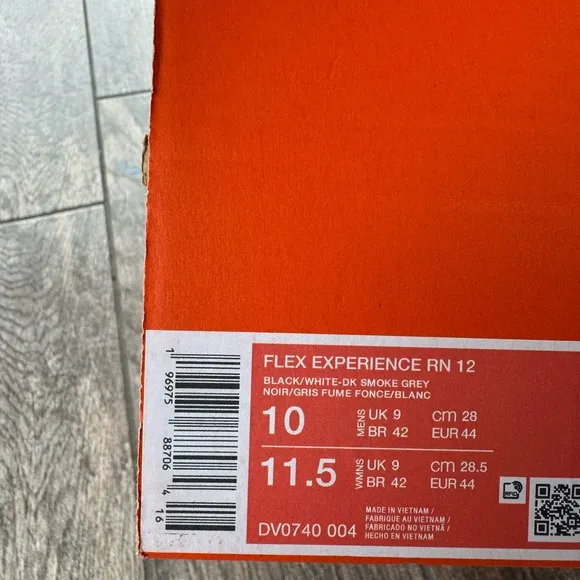 FLEX EXPERIENCE RN 12
BLACK/WHITE-DK SMOKE GREY
NOIR/GRIS FUME FONCE/BLANC
10 MENS UK 9 cm 28
BR 42 EUR 44
11.5 WMNS UK 9 cm 28.5
BR 42 EUR 44
MADE IN VIETNAM /
FABRIQUE AU VIETNAM /
FABRICADO NO VIETNÃ /
HECHO EN VIETNAM
DV0740 004
1 96975 88706 4 16